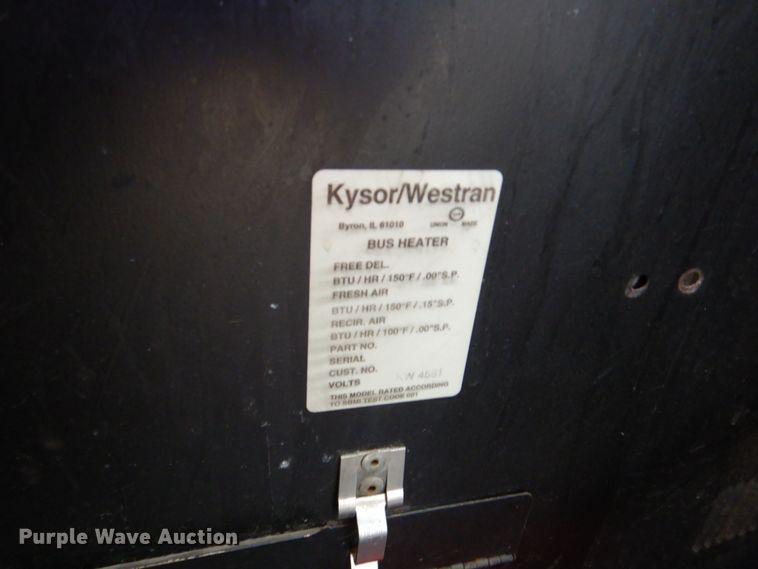 Kysor/Westran
Byron, IL 61010 UNION MADE
BUS HEATER
FREE DEL.
BTU / HR / 150°F / .00"S.P.
FRESH AIR
BTU / HR / 150°F / .15"S.P.
RECIR. AIR
BTU / HR / 100°F / .00"S.P.
PART NO.
SERIAL
CUST. NO.
VOLTS
THIS MODEL RATED ACCORDING
TO SBMI TEST CODE 001
Purple Wave Auction